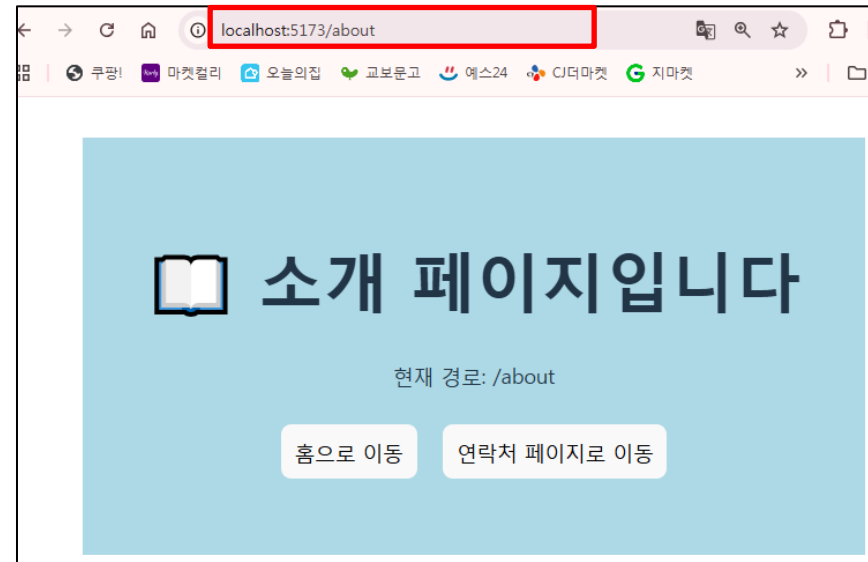 localhost:5173/about
쿠팡! 마켓컬리 오늘의집 교보문고 예스24 CJ더마켓 G 지마켓 »
소개 페이지입니다
현재 경로: /about
홈으로 이동 연락처 페이지로 이동